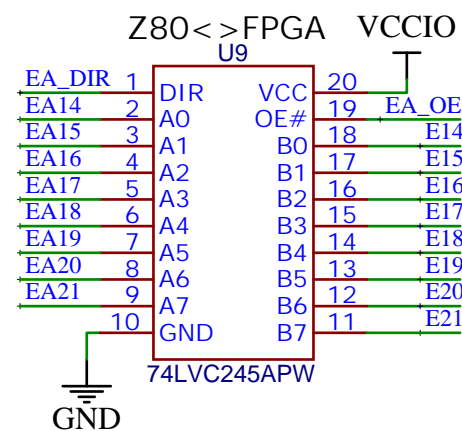 Z80<>FPGA VCCIO
U9
EA_DIR 1 DIR VCC 20
EA14 2 A0 OE# 19 EA_OE
EA15 3 A1 B0 18 E14
EA16 4 A2 B1 17 E15
EA17 5 A3 B2 16 E16
EA18 6 A4 B3 15 E17
EA19 7 A5 B4 14 E18
EA20 8 A6 B5 13 E19
EA21 9 A7 B6 12 E20
10 GND B7 11 E21
74LVC245APW
GND